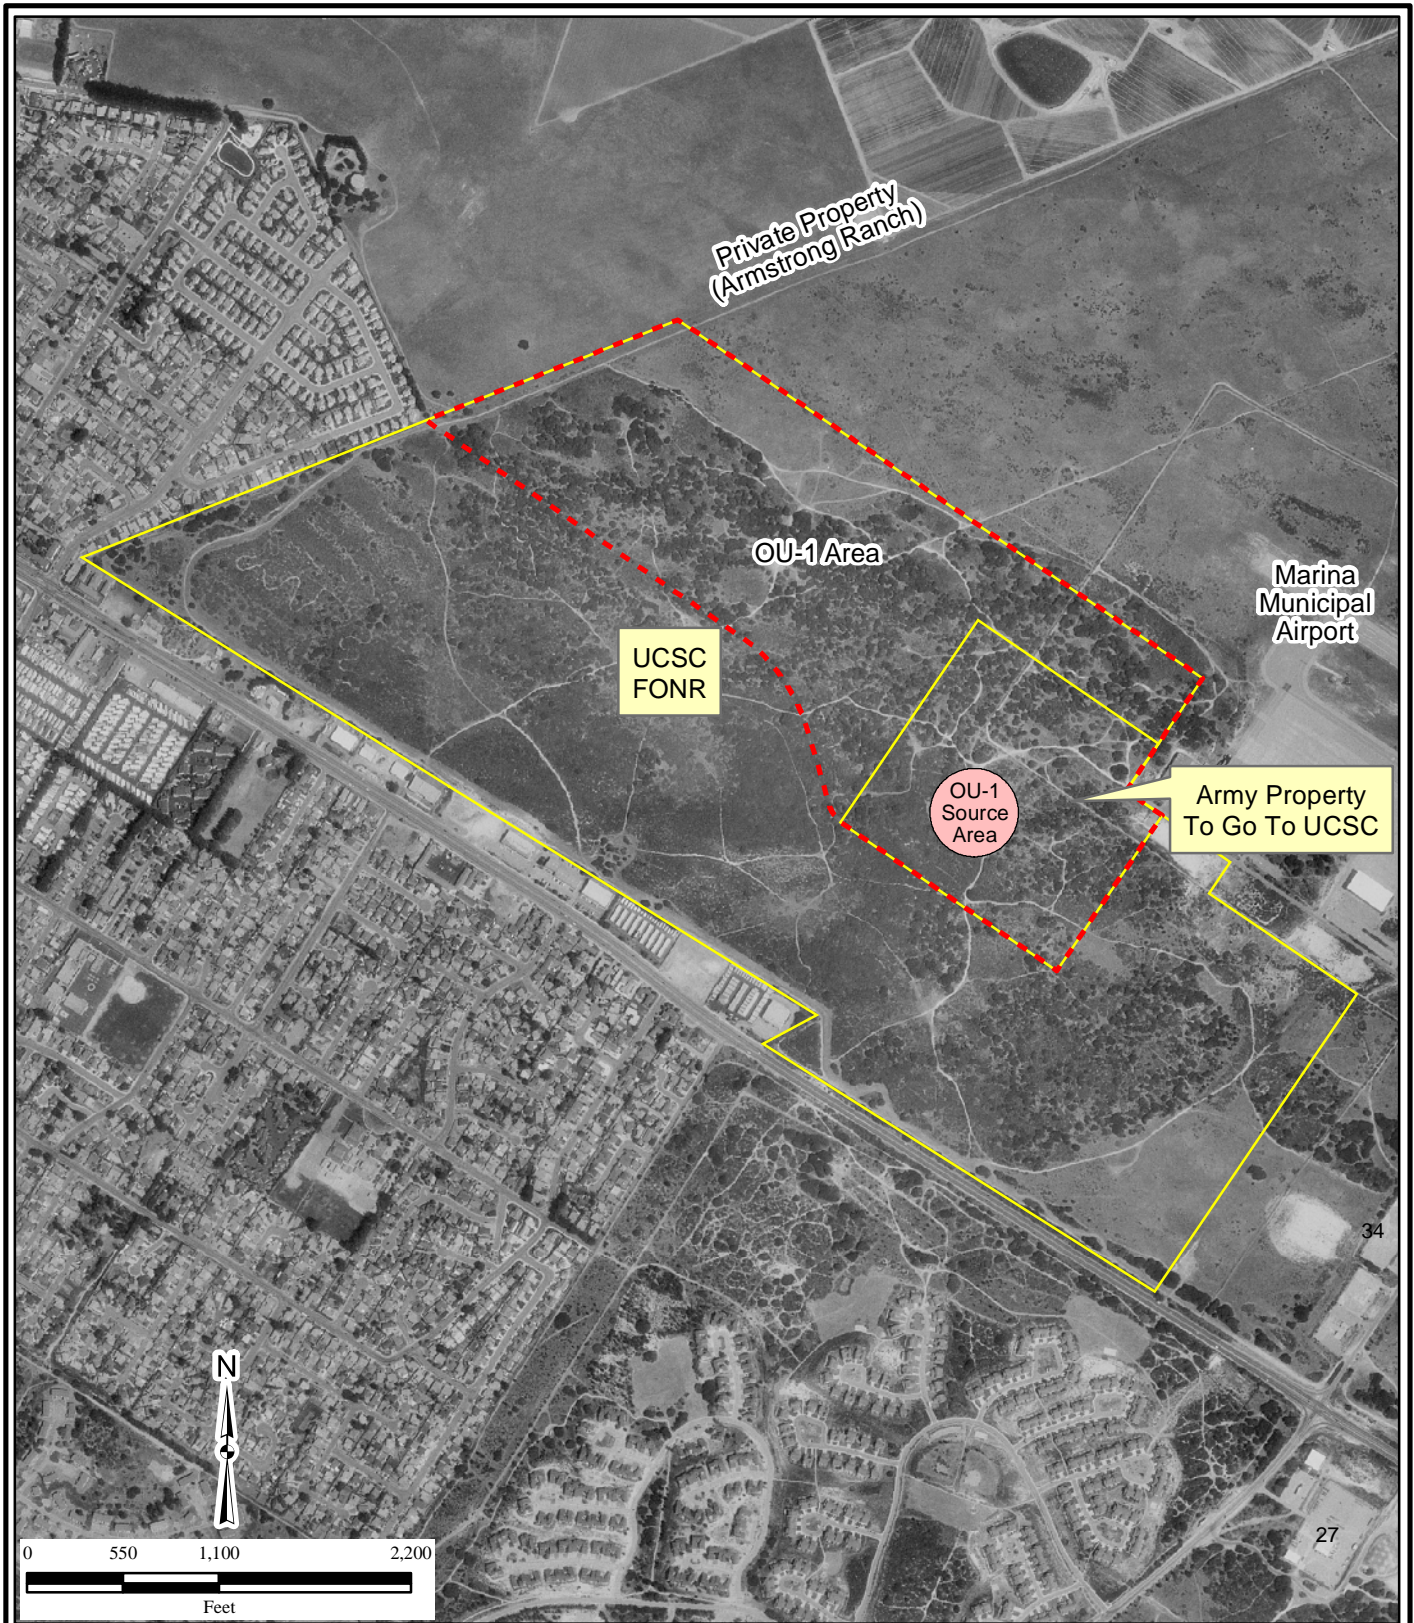 Private Property
(Armstrong Ranch)
OU-1 Area
Marina
Municipal
Airport
UCSC
FONR
OU-1
Source
Area
Army Property
To Go To UCSC
34
N
27
0 550 1,100 2,200
Feet